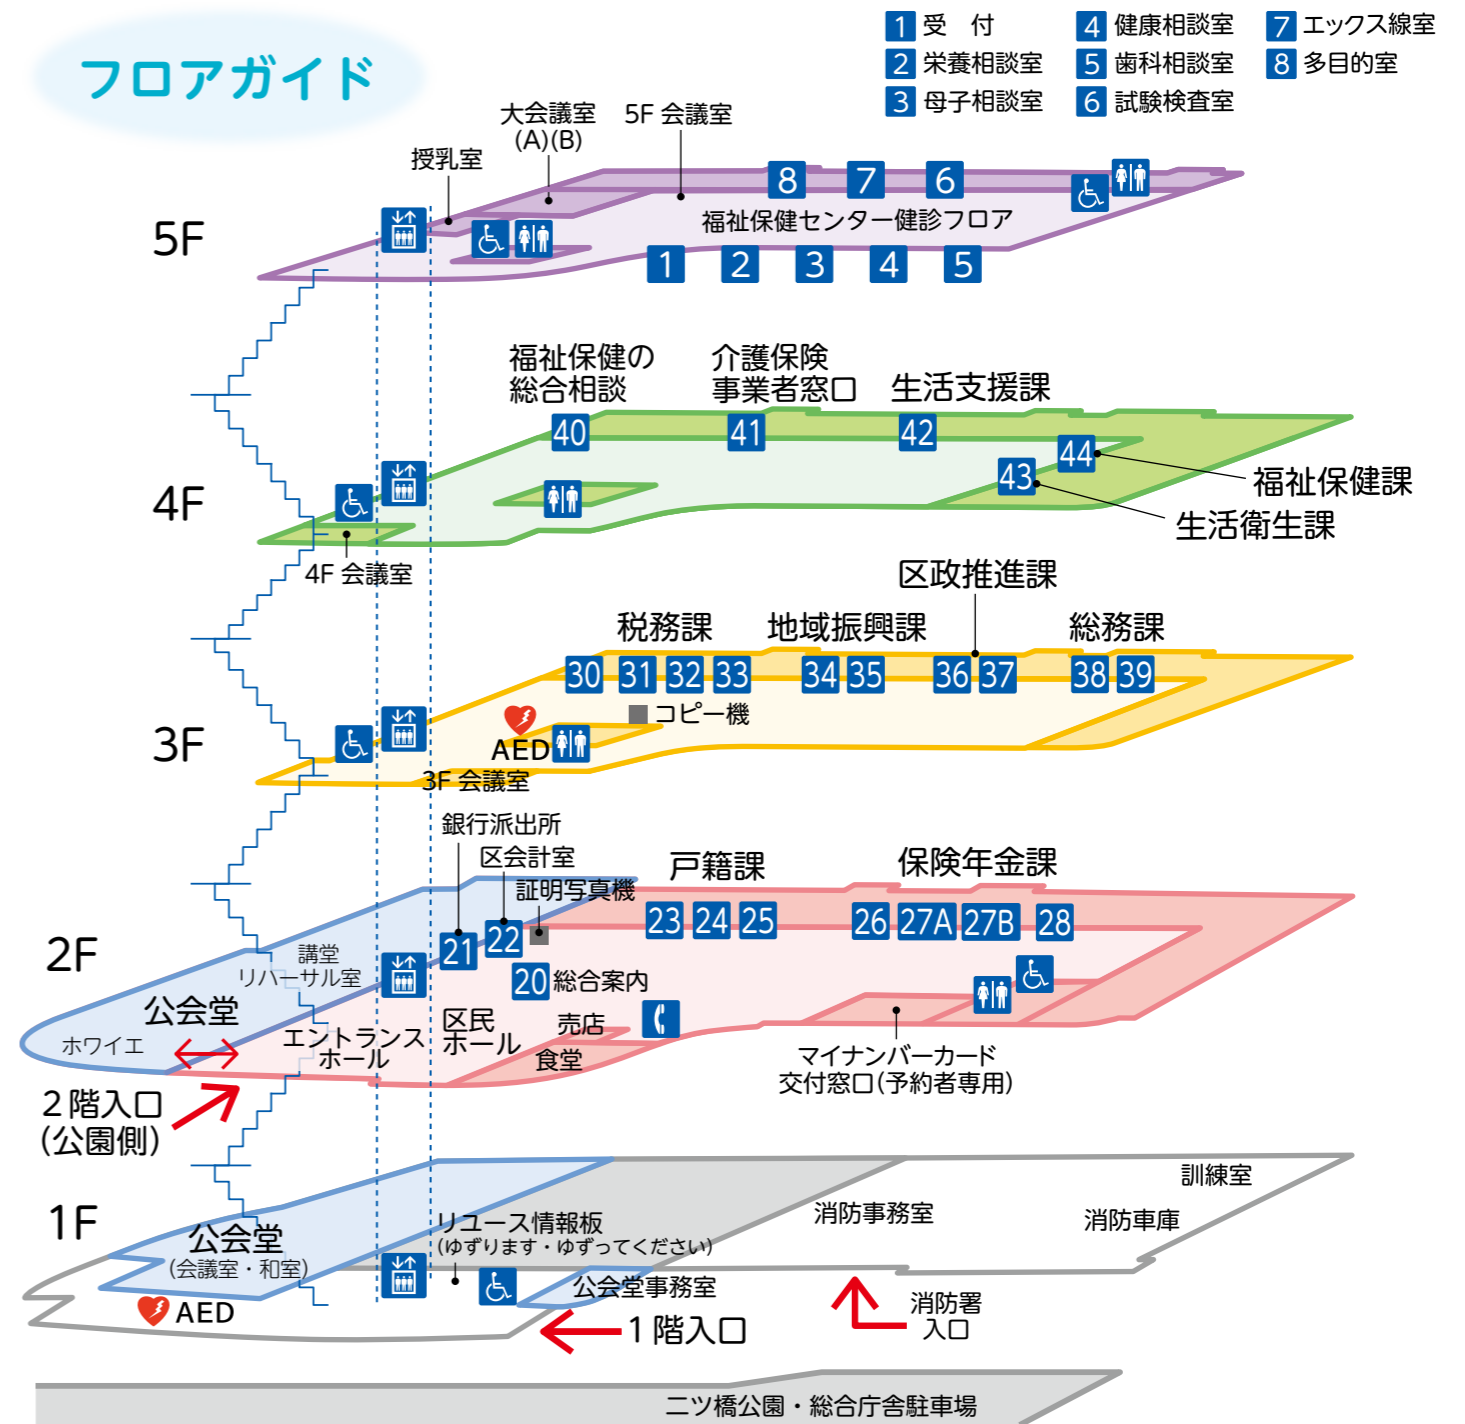 フロアガイド
1 受　付
2 栄養相談室
3 母子相談室
4 健康相談室
5 歯科相談室
6 試験検査室
7 エックス線室
8 多目的室
5F
授乳室
大会議室
(A)(B)
5F 会議室
8 7 6
福祉保健センター健診フロア
1 2 3 4 5
4F
福祉保健の
総合相談
介護保険
事業者窓口
生活支援課
40 41 42
44
43
福祉保健課
生活衛生課
4F 会議室
3F
区政推進課
税務課
地域振興課
総務課
30 31 32 33 34 35 36 37 38 39
コピー機
AED
3F 会議室
2F
銀行派出所
区会計室
証明写真機
戸籍課
保険年金課
23 24 25 26 27A 27B 28
21 22
20 総合案内
講堂
リハーサル室
公会堂
ホワイエ
エントランス
ホール
区民
ホール
売店
食堂
マイナンバーカード
交付窓口(予約者専用)
２階入口
(公園側)
1F
公会堂
(会議室・和室)
AED
リユース情報板
(ゆずります・ゆずってください)
公会堂事務室
1階入口
消防事務室
訓練室
消防車庫
消防署
入口
二ツ橋公園・総合庁舎駐車場